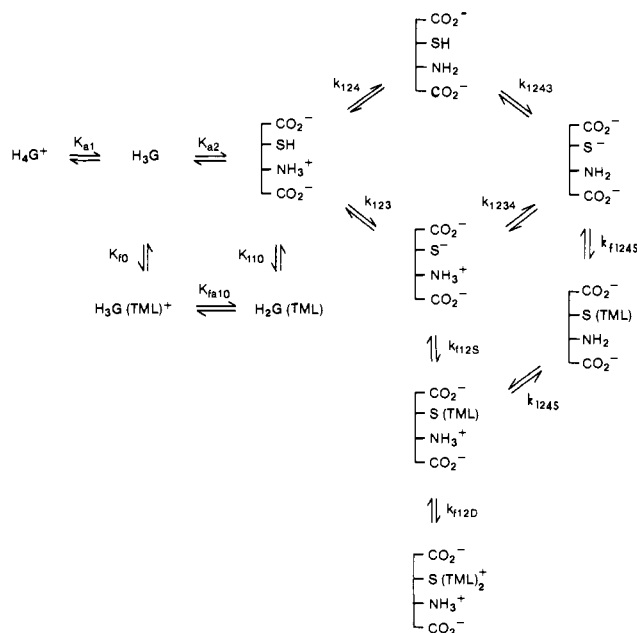 CO2-
SH
NH2
CO2-
k124
k1243
H4G+
Ka1
H3G
Ka2
CO2-
SH
NH3+
CO2-
CO2-
S-
NH2
CO2-
k123
k1234
CO2-
S-
NH3+
CO2-
Kf0
Kf10
kf124S
H3G (TML)+
Kfa10
H2G (TML)
kf12S
CO2-
S (TML)
NH2
CO2-
k124S
CO2-
S (TML)
NH3+
CO2-
kf12D
CO2-
S (TML)2+
NH3+
CO2-